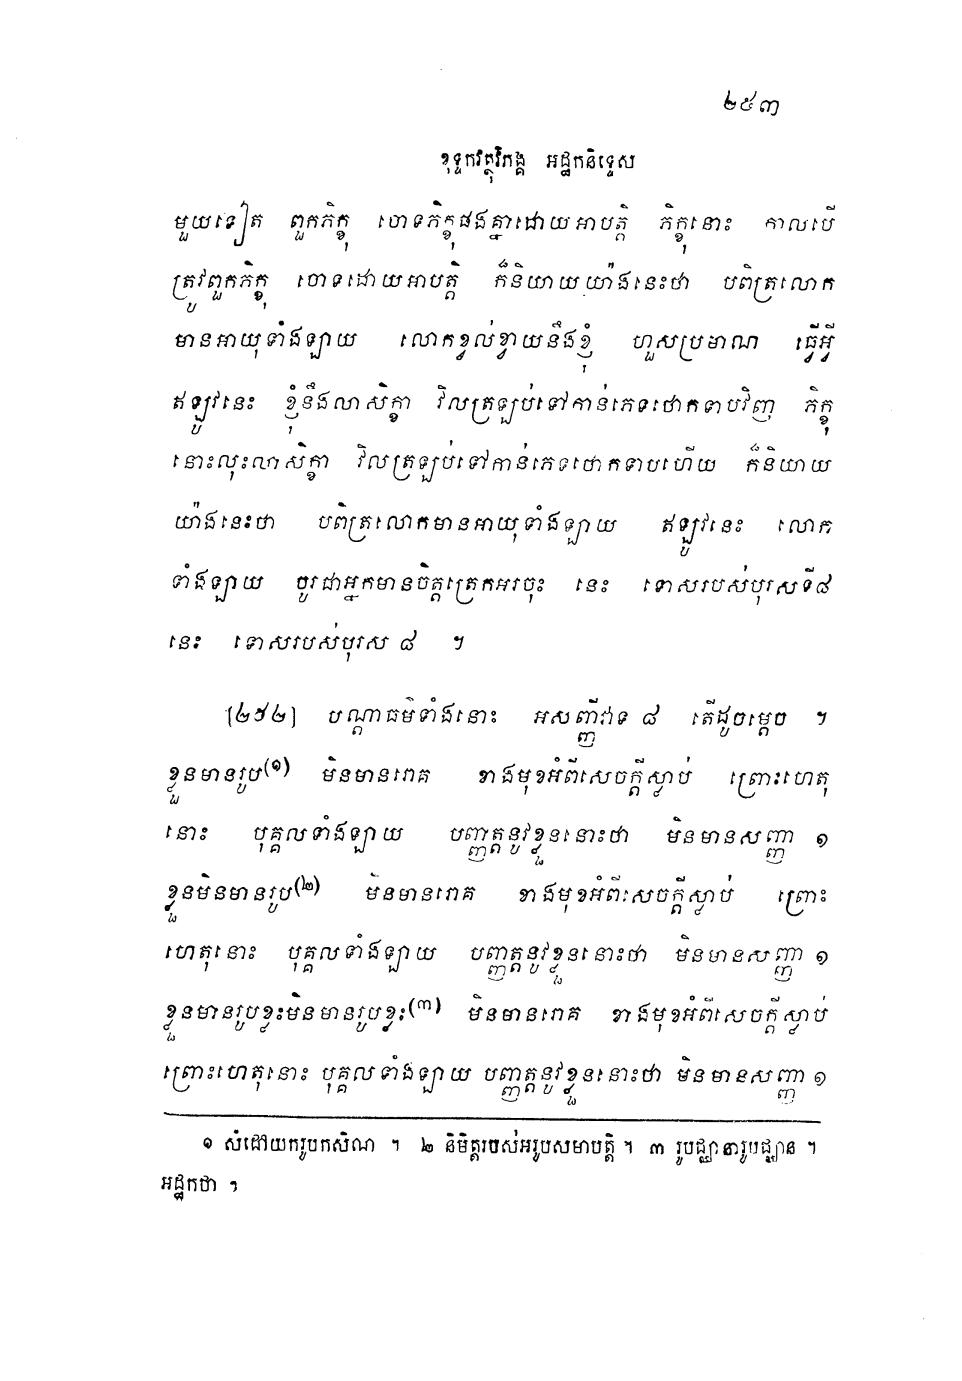 ២៥៣
ខុទ្ទកវត្ថុវិភង្គ អដ្ឋកនិទ្ទេស
មួយទៀត ពួកភិក្ខុ ចោទភិក្ខុផងគ្នាដោយអាបត្តិ ភិក្ខុនោះ កាលបើ
ត្រូវពួកភិក្ខុ ចោទដោយអាបត្តិ ក៏និយាយយ៉ាងនេះថា បពិត្រលោក
មានអាយុទាំងឡាយ លោកខ្វល់ខ្វាយនឹងខ្ញុំ ហួសប្រមាណ ធ្វើអ្វី
ឥឡូវនេះ ខ្ញុំនឹងលាសិក្ខា វិលត្រឡប់ទៅកាន់ភេទថោកទាបវិញ ភិក្ខុ
នោះលុះលាសិក្ខា វិលត្រឡប់ទៅកាន់ភេទថោកទាបហើយ ក៏និយាយ
យ៉ាងនេះថា បពិត្រលោកមានអាយុទាំងឡាយ ឥឡូវនេះ លោក
ទាំងឡាយ ចូរជាអ្នកមានចិត្តត្រេកអរចុះ នេះ ទោសរបស់បុរសទី៨
នេះ ទោសរបស់បុរស ៨ ។
[២៥២] បណ្តាធម៌ទាំងនោះ អសញ្ញីវាទ ៨ តើដូចម្តេច ។
ខ្លួនមានរូប(១) មិនមានរោគ ខាងមុខអំពីសេចក្តីស្លាប់ ព្រោះហេតុ
នោះ បុគ្គលទាំងឡាយ បញ្ញត្តនូវខ្លួននោះថា មិនមានសញ្ញា ១
ខ្លួនមិនមានរូប(២) មិនមានរោគ ខាងមុខអំពីសេចក្តីស្លាប់ ព្រោះ
ហេតុនោះ បុគ្គលទាំងឡាយ បញ្ញត្តនូវខ្លួននោះថា មិនមានសញ្ញា ១
ខ្លួនមានរូបខ្លះមិនមានរូបខ្លះ(៣) មិនមានរោគ ខាងមុខអំពីសេចក្តីស្លាប់
ព្រោះហេតុនោះ បុគ្គលទាំងឡាយ បញ្ញត្តនូវខ្លួននោះថា មិនមានសញ្ញា ១
១ សំដៅយករូបកសិណ ។ ២ និមិត្តរបស់អរូបសមាបត្តិ ។ ៣ រូបជ្ឈានារូបជ្ឈាន ។
អដ្ឋកថា ។